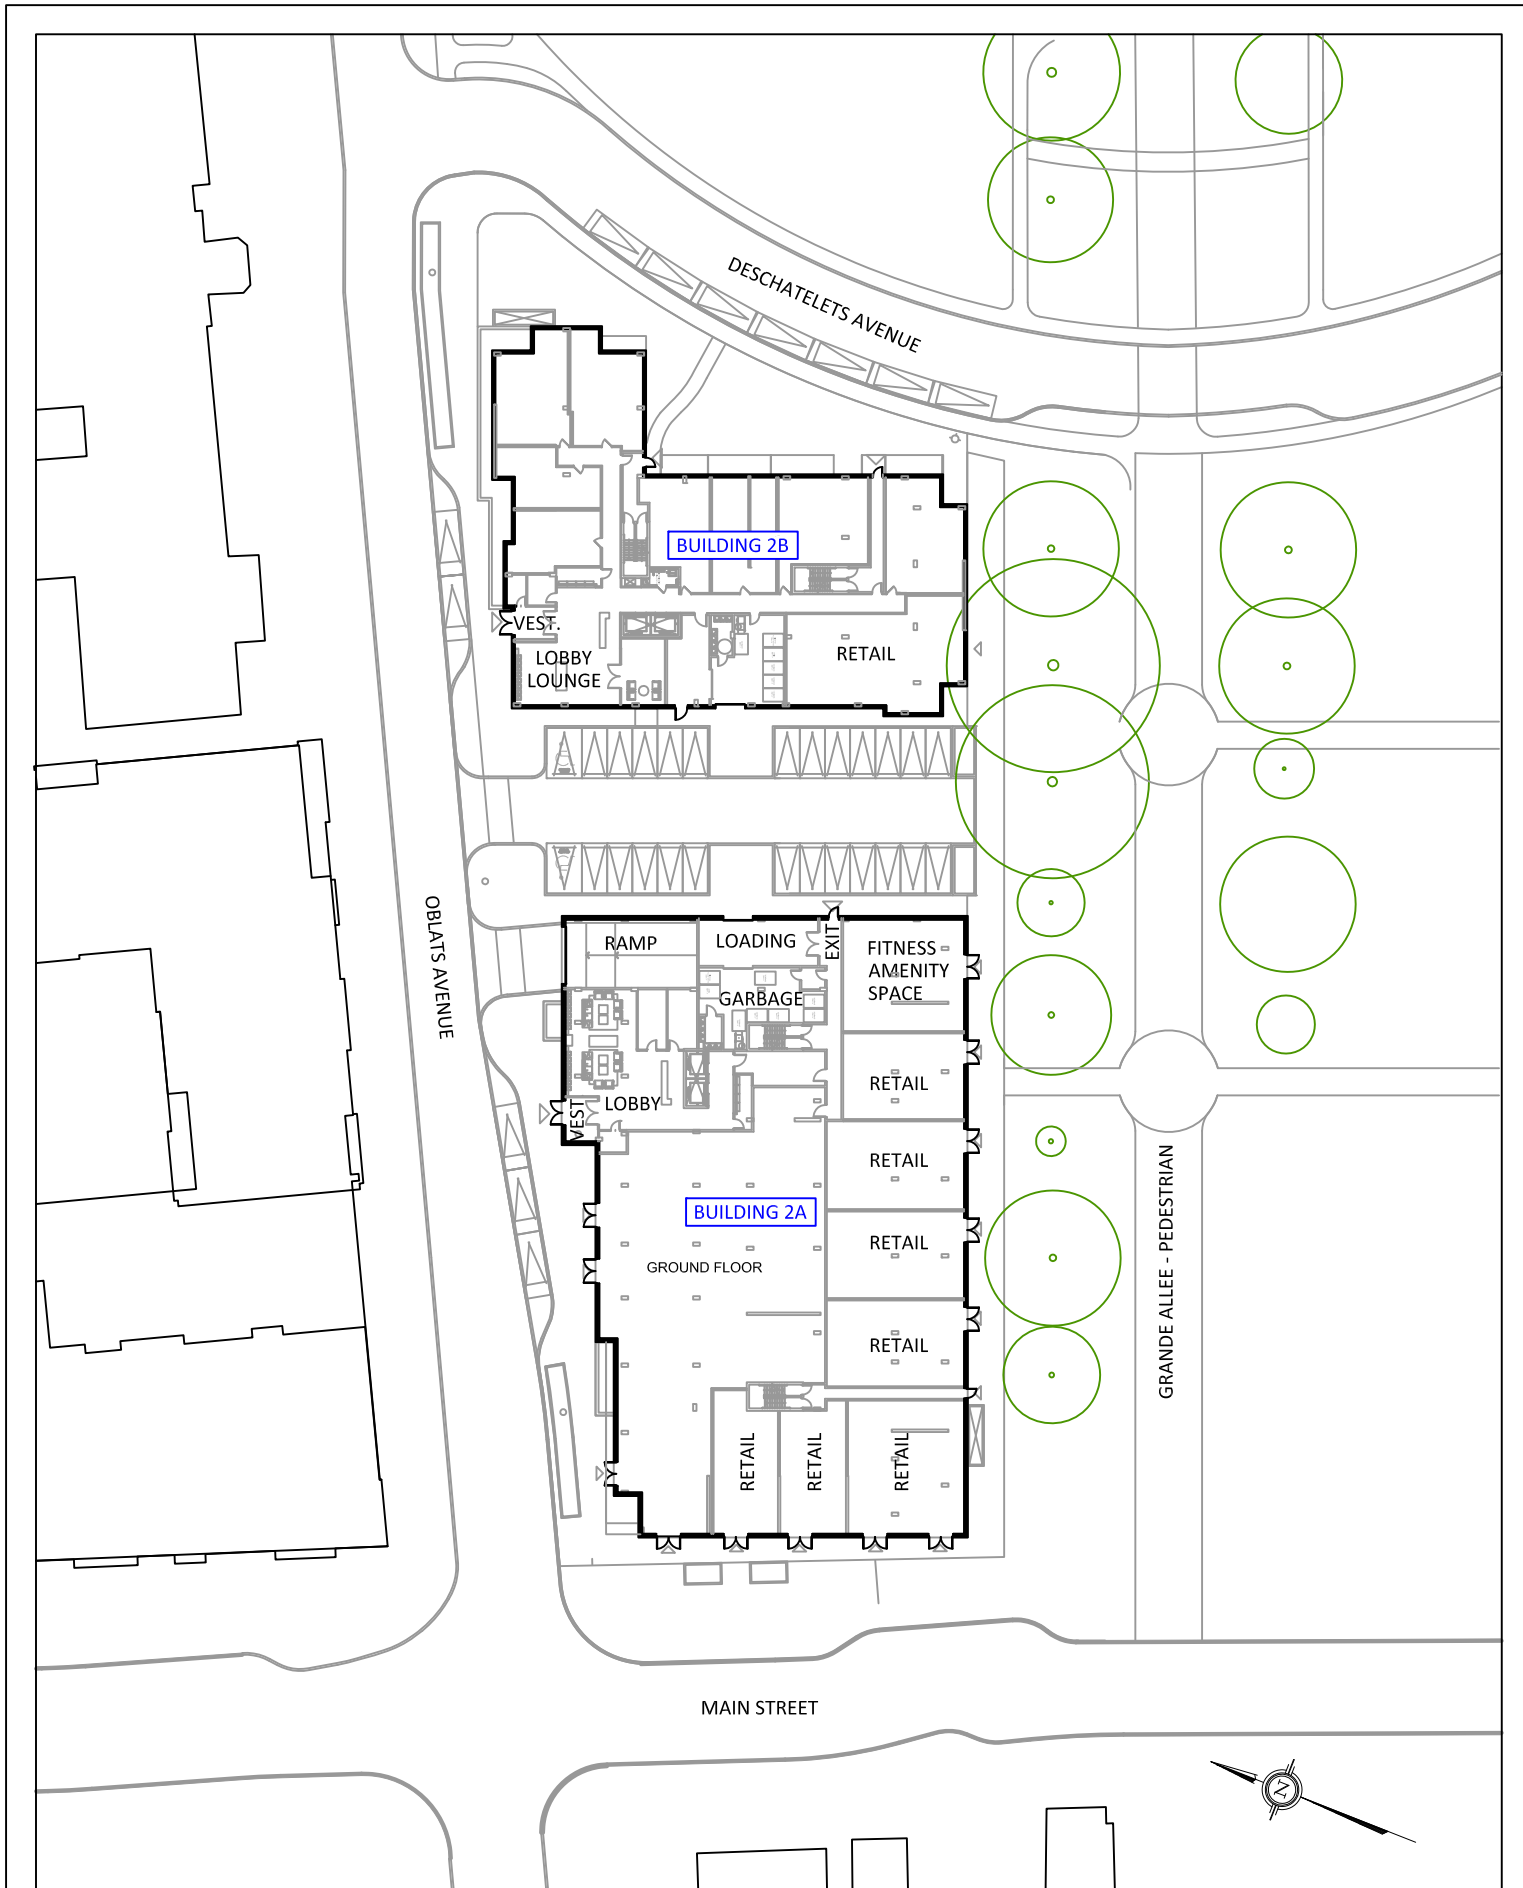 DESCHATELETS AVENUE
BUILDING 2B
VEST.
LOBBY
LOUNGE
RETAIL
OBLATS AVENUE
RAMP
LOADING
EXIT
FITNESS
AMENITY
SPACE
GARBAGE
RETAIL
LOBBY
VEST
RETAIL
BUILDING 2A
RETAIL
GROUND FLOOR
RETAIL
GRANDE ALLEE - PEDESTRIAN
RETAIL
RETAIL
RETAIL
MAIN STREET
N